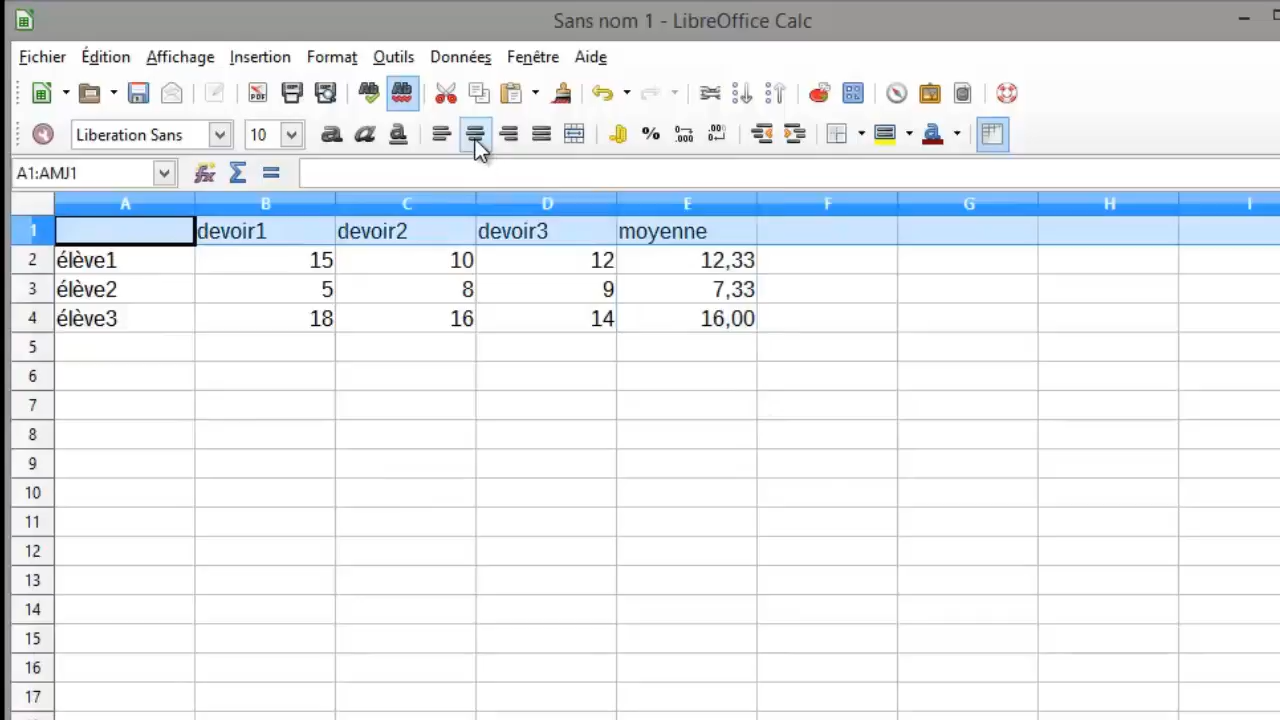 Sans nom 1 - LibreOffice Calc
Fichier Édition Affichage Insertion Format Outils Données Fenêtre Aide
Liberation Sans 10
A1:AMJ1
A B C D E F G H I
1 devoir1 devoir2 devoir3 moyenne
2 élève1 15 10 12 12,33
3 élève2 5 8 9 7,33
4 élève3 18 16 14 16,00
5
6
7
8
9
10
11
12
13
14
15
16
17